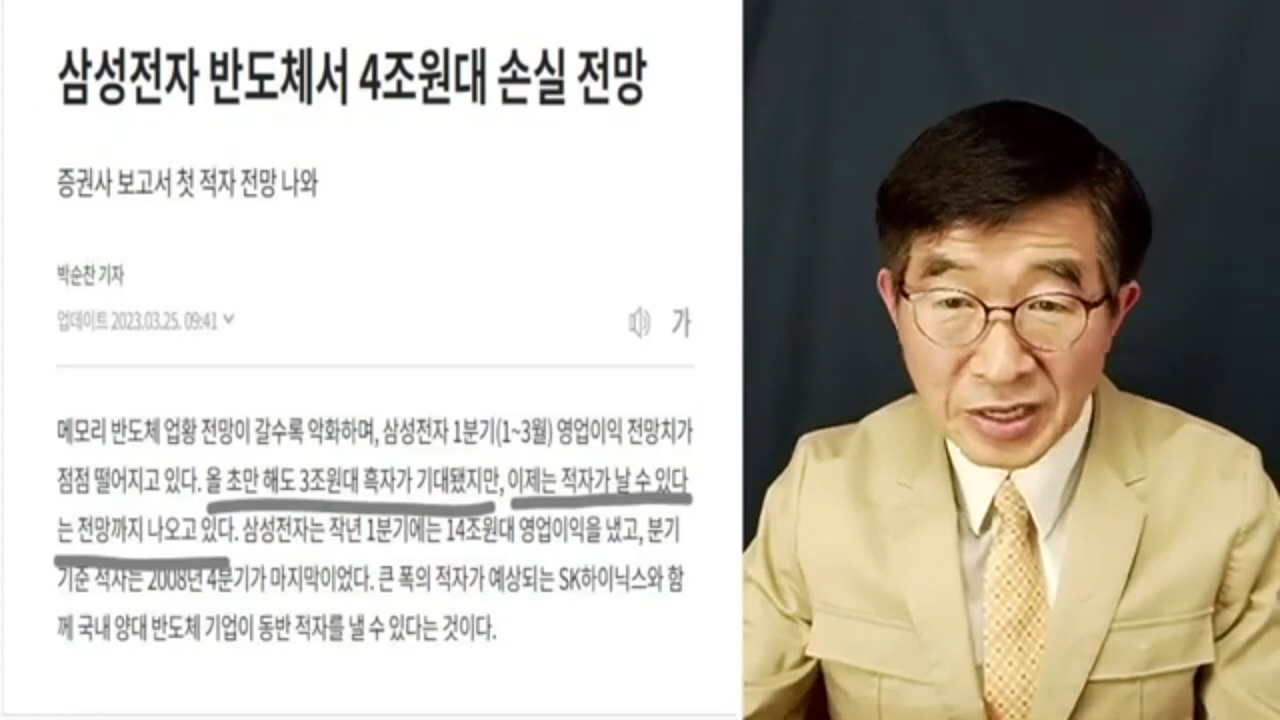 삼성전자 반도체서 4조원대 손실 전망
증권사 보고서 첫 적자 전망 나와
박순찬 기자
업데이트 2023.03.25. 09:41
가
메모리 반도체 업황 전망이 갈수록 악화하며, 삼성전자 1분기(1~3월) 영업이익 전망치가
점점 떨어지고 있다. 올 초만 해도 3조원대 흑자가 기대됐지만, 이제는 적자가 날 수 있다
는 전망까지 나오고 있다. 삼성전자는 작년 1분기에는 14조원대 영업이익을 냈고, 분기
기준 적자는 2008년 4분기가 마지막이었다. 큰 폭의 적자가 예상되는 SK하이닉스와 함
께 국내 양대 반도체 기업이 동반 적자를 낼 수 있다는 것이다.